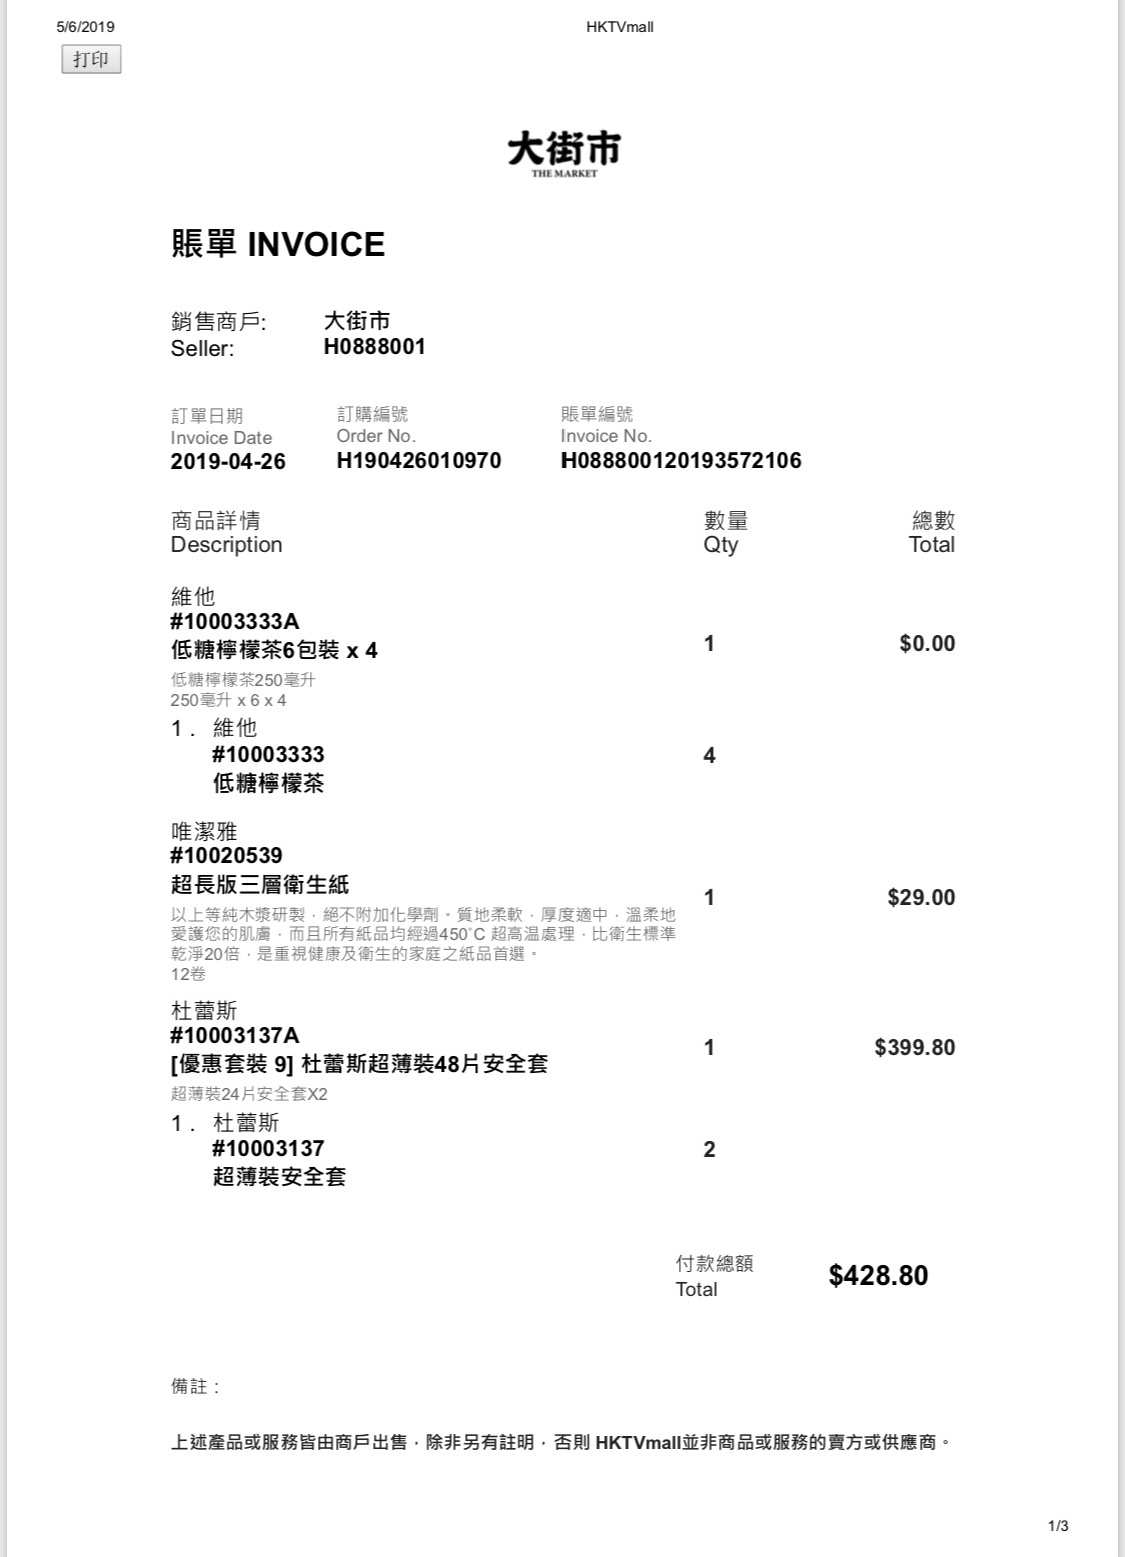 5/6/2019
HKTVmall
打印
大街市
THE MARKET
賬單 INVOICE
銷售商戶: 大街市
Seller: H0888001
訂單日期 訂購編號 賬單編號
Invoice Date Order No. Invoice No.
2019-04-26 H190426010970 H088800120193572106
商品詳情 數量 總數
Description Qty Total
維他
#10003333A
低糖檸檬茶6包裝 x 4 1 $0.00
低糖檸檬茶250毫升
250毫升 x 6 x 4
1. 維他
#10003333 4
低糖檸檬茶
唯潔雅
#10020539
超長版三層衛生紙 1 $29.00
以上等純木漿研製，絕不附加化學劑。質地柔軟，厚度適中，溫柔地
愛護您的肌膚，而且所有紙品均經過450˚C 超高温處理，比衛生標準
乾淨20倍，是重視健康及衛生的家庭之紙品首選。
12卷
杜蕾斯
#10003137A 1 $399.80
[優惠套裝 9] 杜蕾斯超薄裝48片安全套
超薄裝24片安全套X2
1. 杜蕾斯
#10003137 2
超薄裝安全套
付款總額
Total $428.80
備註：
上述產品或服務皆由商戶出售，除非另有註明，否則 HKTVmall並非商品或服務的賣方或供應商。
1/3